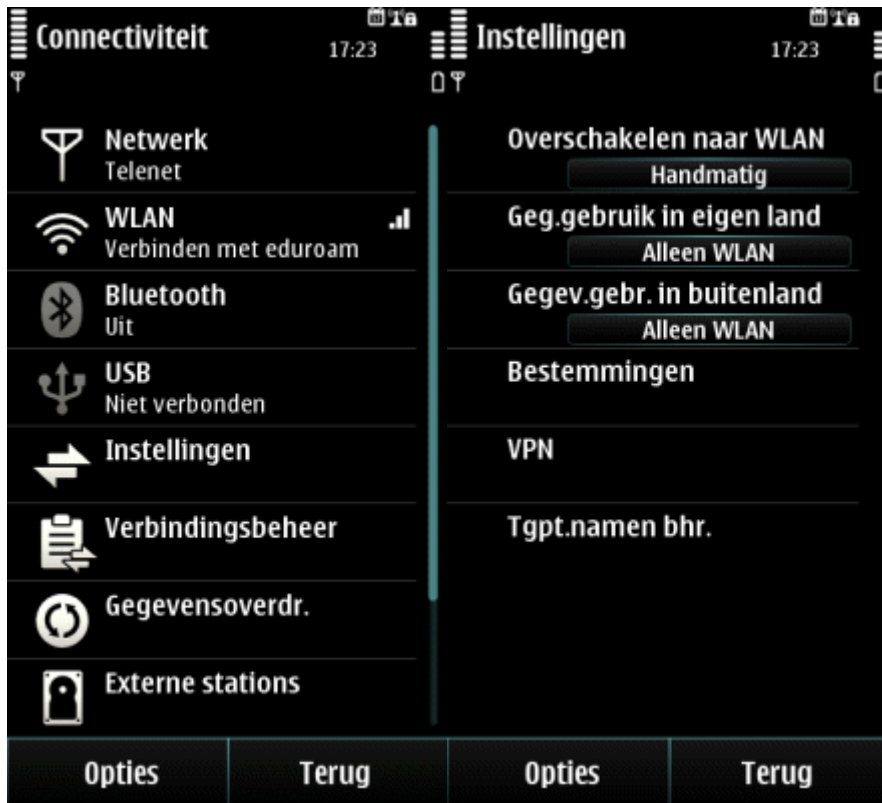 Connectiviteit
17:23
Netwerk
Telenet
WLAN
Verbinden met eduroam
Bluetooth
Uit
USB
Niet verbonden
Instellingen
Verbindingsbeheer
Gegevensoverdr.
Externe stations
Opties
Terug
Instellingen
17:23
Overschakelen naar WLAN
Handmatig
Geg.gebruik in eigen land
Alleen WLAN
Gegev.gebr. in buitenland
Alleen WLAN
Bestemmingen
VPN
Tgpt.namen bhr.
Opties
Terug